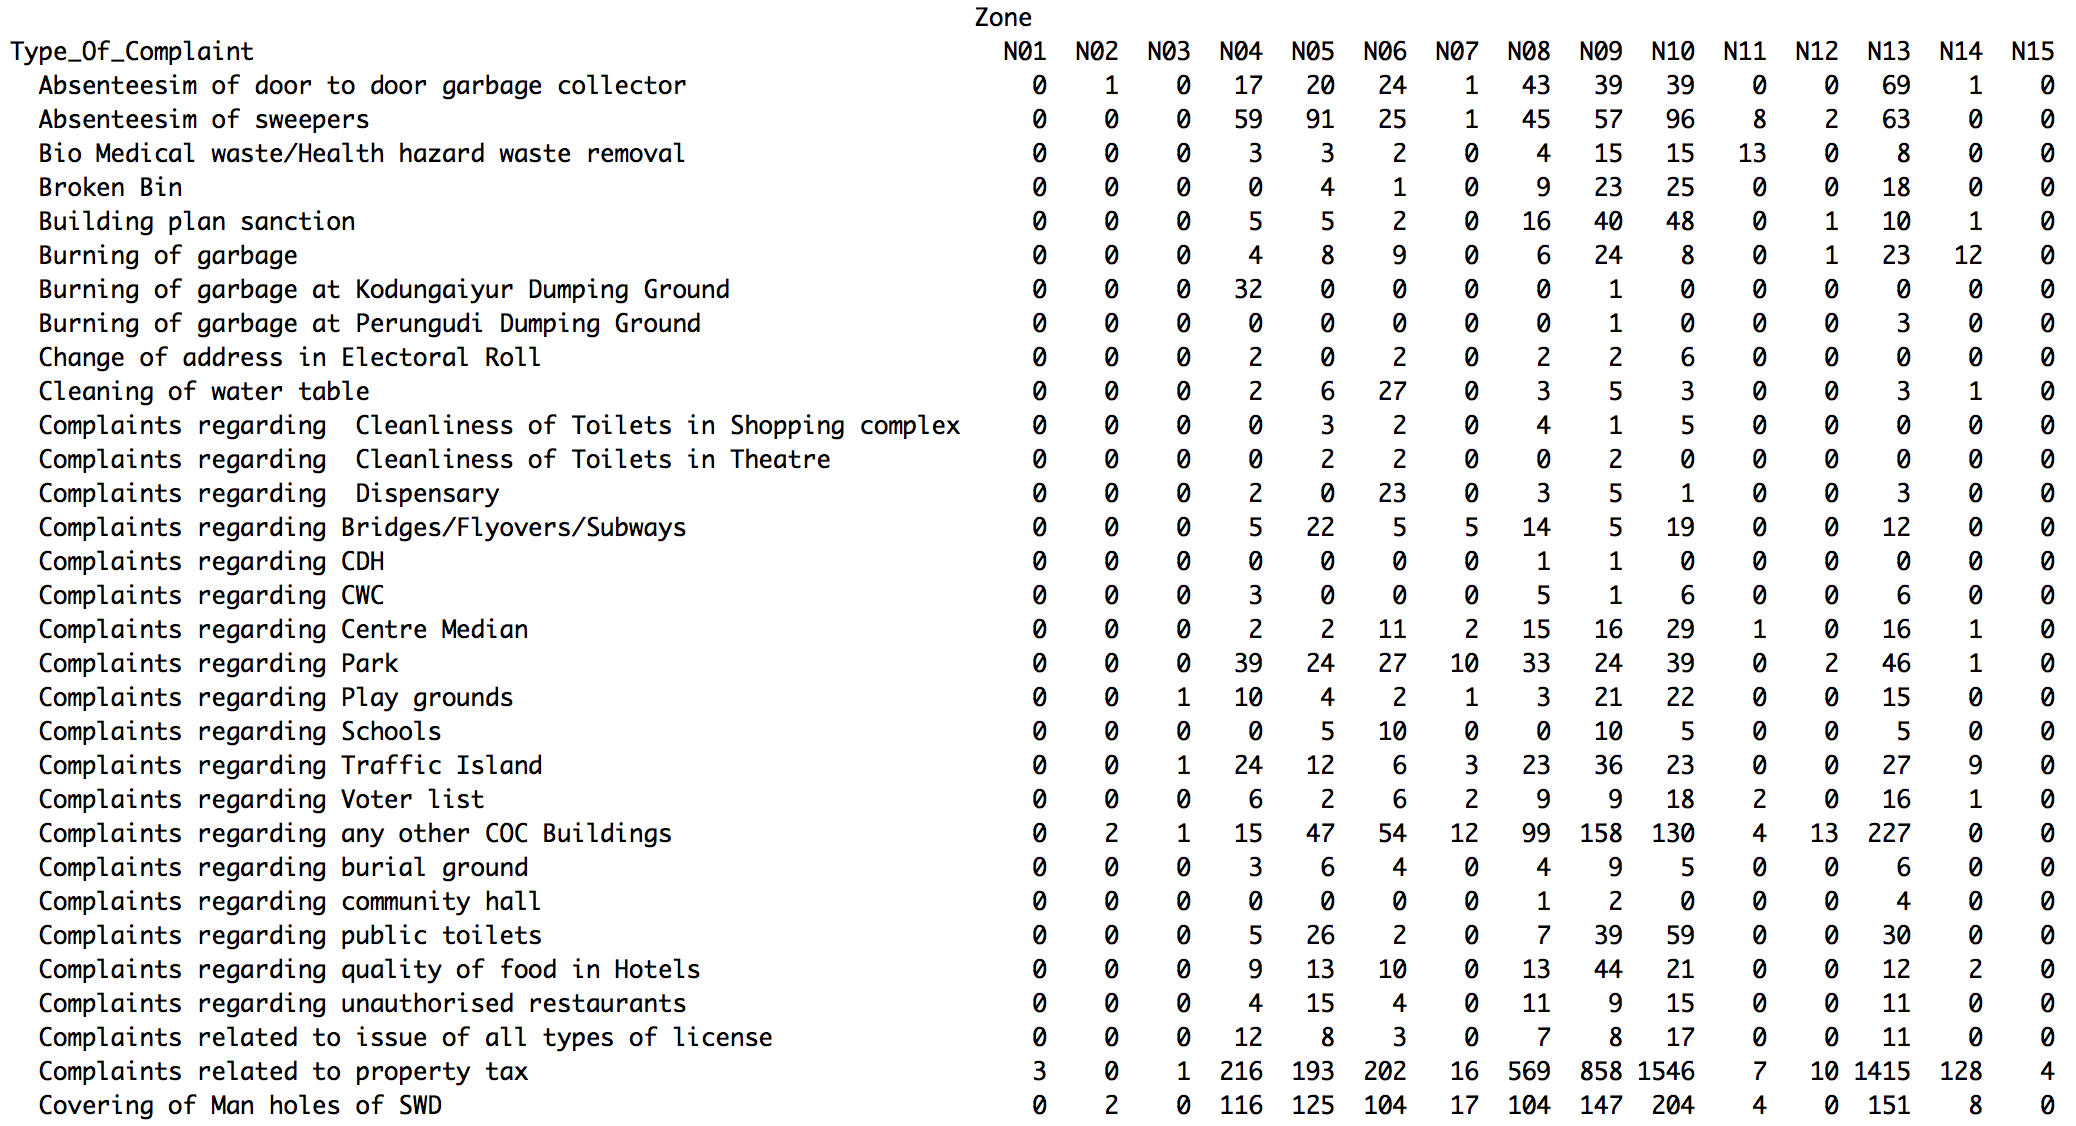 Zone
Type_Of_Complaint N01 N02 N03 N04 N05 N06 N07 N08 N09 N10 N11 N12 N13 N14 N15
Absenteesim of door to door garbage collector 0 1 0 17 20 24 1 43 39 39 0 0 69 1 0
Absenteesim of sweepers 0 0 0 59 91 25 1 45 57 96 8 2 63 0 0
Bio Medical waste/Health hazard waste removal 0 0 0 3 3 2 0 4 15 15 13 0 8 0 0
Broken Bin 0 0 0 0 4 1 0 9 23 25 0 0 18 0 0
Building plan sanction 0 0 0 5 5 2 0 16 40 48 0 1 10 1 0
Burning of garbage 0 0 0 4 8 9 0 6 24 8 0 1 23 12 0
Burning of garbage at Kodungaiyur Dumping Ground 0 0 0 32 0 0 0 0 1 0 0 0 0 0 0
Burning of garbage at Perungudi Dumping Ground 0 0 0 0 0 0 0 0 1 0 0 0 3 0 0
Change of address in Electoral Roll 0 0 0 2 0 2 0 2 2 6 0 0 0 0 0
Cleaning of water table 0 0 0 2 6 27 0 3 5 3 0 0 3 1 0
Complaints regarding  Cleanliness of Toilets in Shopping complex 0 0 0 0 3 2 0 4 1 5 0 0 0 0 0
Complaints regarding  Cleanliness of Toilets in Theatre 0 0 0 0 2 2 0 0 2 0 0 0 0 0 0
Complaints regarding  Dispensary 0 0 0 2 0 23 0 3 5 1 0 0 3 0 0
Complaints regarding Bridges/Flyovers/Subways 0 0 0 5 22 5 5 14 5 19 0 0 12 0 0
Complaints regarding CDH 0 0 0 0 0 0 0 1 1 0 0 0 0 0 0
Complaints regarding CWC 0 0 0 3 0 0 0 5 1 6 0 0 6 0 0
Complaints regarding Centre Median 0 0 0 2 2 11 2 15 16 29 1 0 16 1 0
Complaints regarding Park 0 0 0 39 24 27 10 33 24 39 0 2 46 1 0
Complaints regarding Play grounds 0 0 1 10 4 2 1 3 21 22 0 0 15 0 0
Complaints regarding Schools 0 0 0 0 5 10 0 0 10 5 0 0 5 0 0
Complaints regarding Traffic Island 0 0 1 24 12 6 3 23 36 23 0 0 27 9 0
Complaints regarding Voter list 0 0 0 6 2 6 2 9 9 18 2 0 16 1 0
Complaints regarding any other COC Buildings 0 2 1 15 47 54 12 99 158 130 4 13 227 0 0
Complaints regarding burial ground 0 0 0 3 6 4 0 4 9 5 0 0 6 0 0
Complaints regarding community hall 0 0 0 0 0 0 0 1 2 0 0 0 4 0 0
Complaints regarding public toilets 0 0 0 5 26 2 0 7 39 59 0 0 30 0 0
Complaints regarding quality of food in Hotels 0 0 0 9 13 10 0 13 44 21 0 0 12 2 0
Complaints regarding unauthorised restaurants 0 0 0 4 15 4 0 11 9 15 0 0 11 0 0
Complaints related to issue of all types of license 0 0 0 12 8 3 0 7 8 17 0 0 11 0 0
Complaints related to property tax 3 0 1 216 193 202 16 569 858 1546 7 10 1415 128 4
Covering of Man holes of SWD 0 2 0 116 125 104 17 104 147 204 4 0 151 8 0